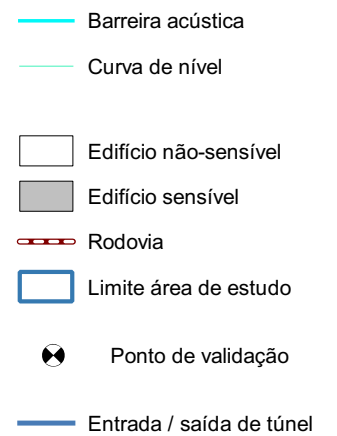 Barreira acústica
Curva de nível
Edifício não-sensível
Edifício sensível
Rodovia
Limite área de estudo
Ponto de validação
Entrada / saída de túnel